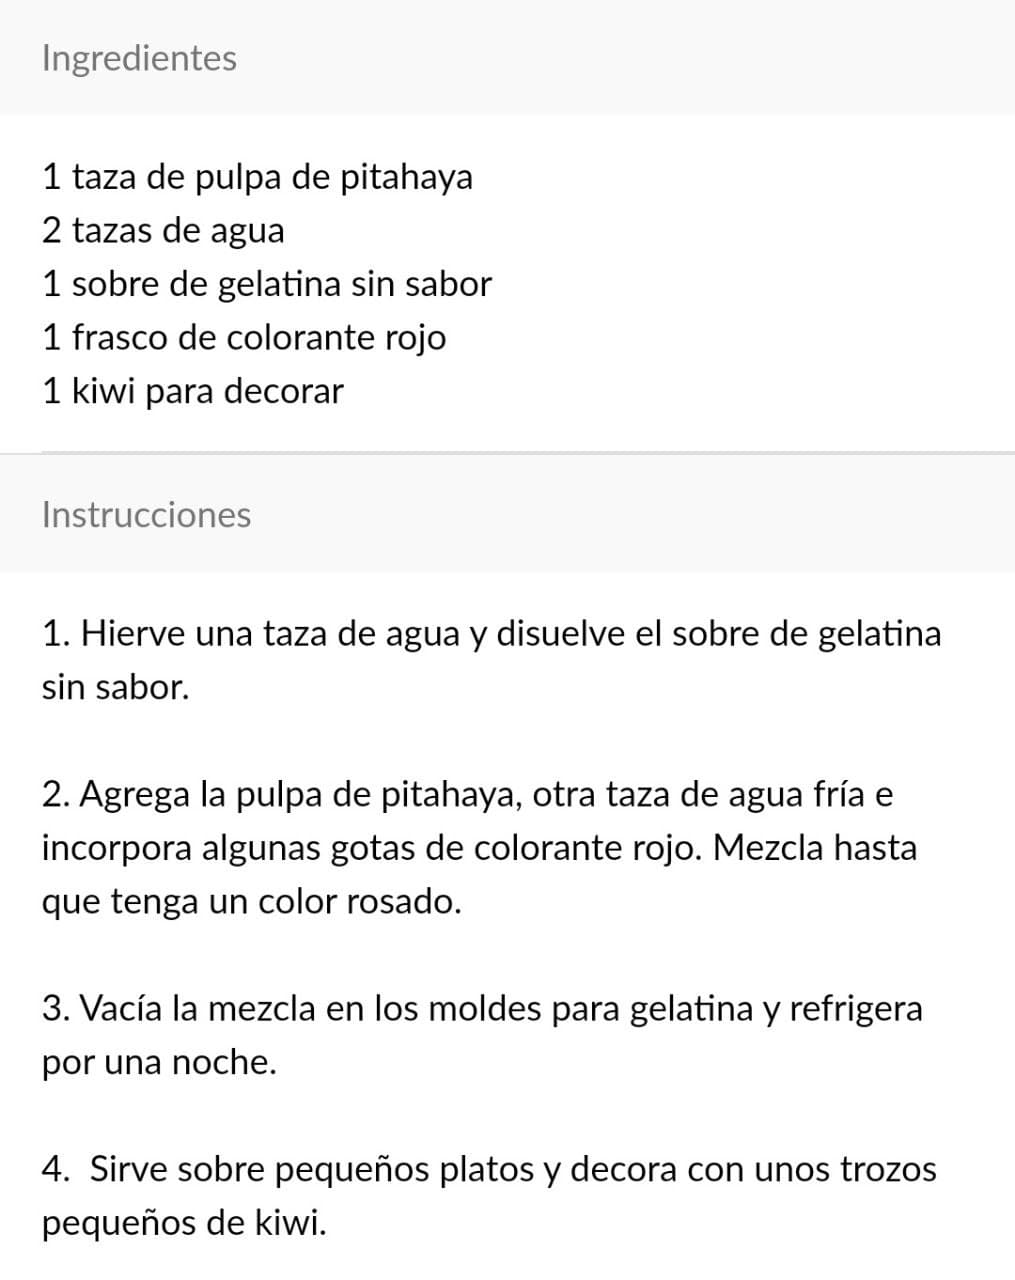 Ingredientes
1 taza de pulpa de pitahaya
2 tazas de agua
1 sobre de gelatina sin sabor
1 frasco de colorante rojo
1 kiwi para decorar
Instrucciones
1. Hierve una taza de agua y disuelve el sobre de gelatina
sin sabor.
2. Agrega la pulpa de pitahaya, otra taza de agua fría e
incorpora algunas gotas de colorante rojo. Mezcla hasta
que tenga un color rosado.
3. Vacía la mezcla en los moldes para gelatina y refrigera
por una noche.
4. Sirve sobre pequeños platos y decora con unos trozos
pequeños de kiwi.